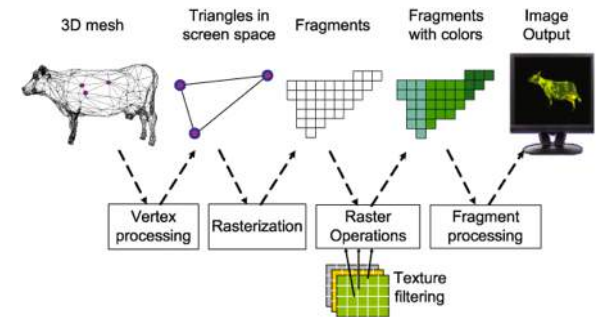 3D mesh
Triangles in
screen space
Fragments
Fragments
with colors
Image
Output
Vertex
processing
Rasterization
Raster
Operations
Fragment
processing
Texture
filtering